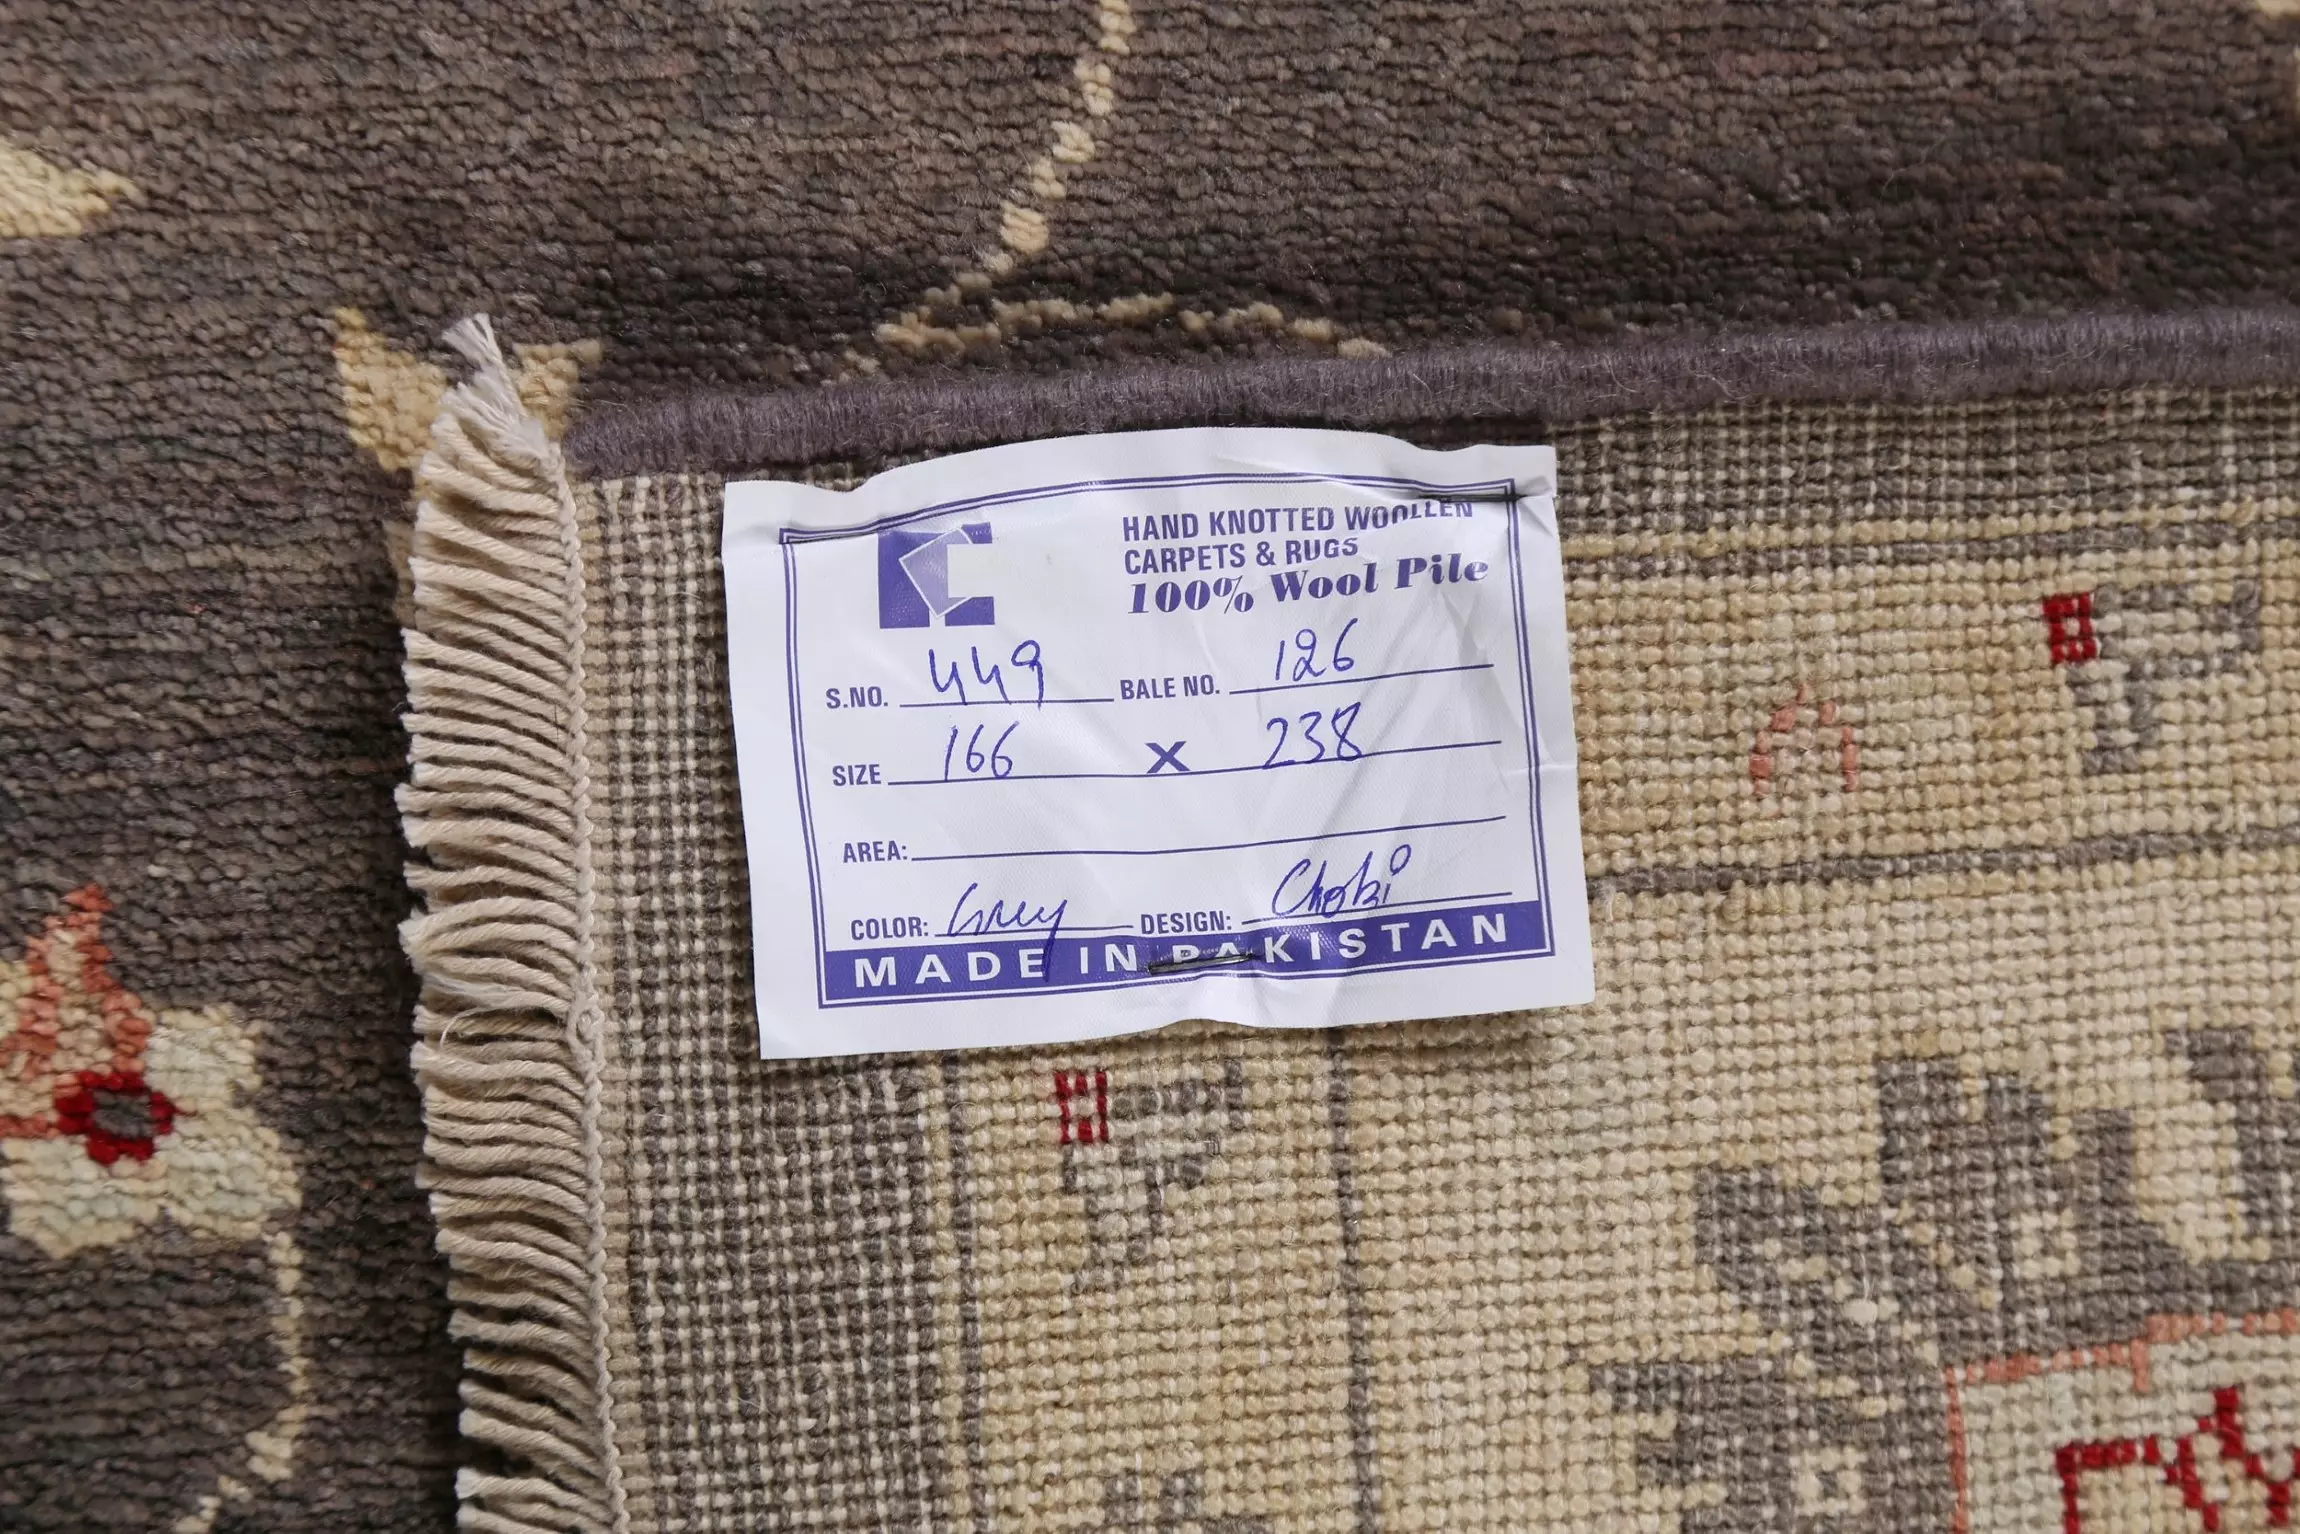 HAND KNOTTED WOOLLEN
CARPETS & RUGS
100% Wool Pile
S.NO. 449 BALE NO. 126
SIZE 166 X 238
AREA:
COLOR: Grey DESIGN: Chobi
MADE IN PAKISTAN